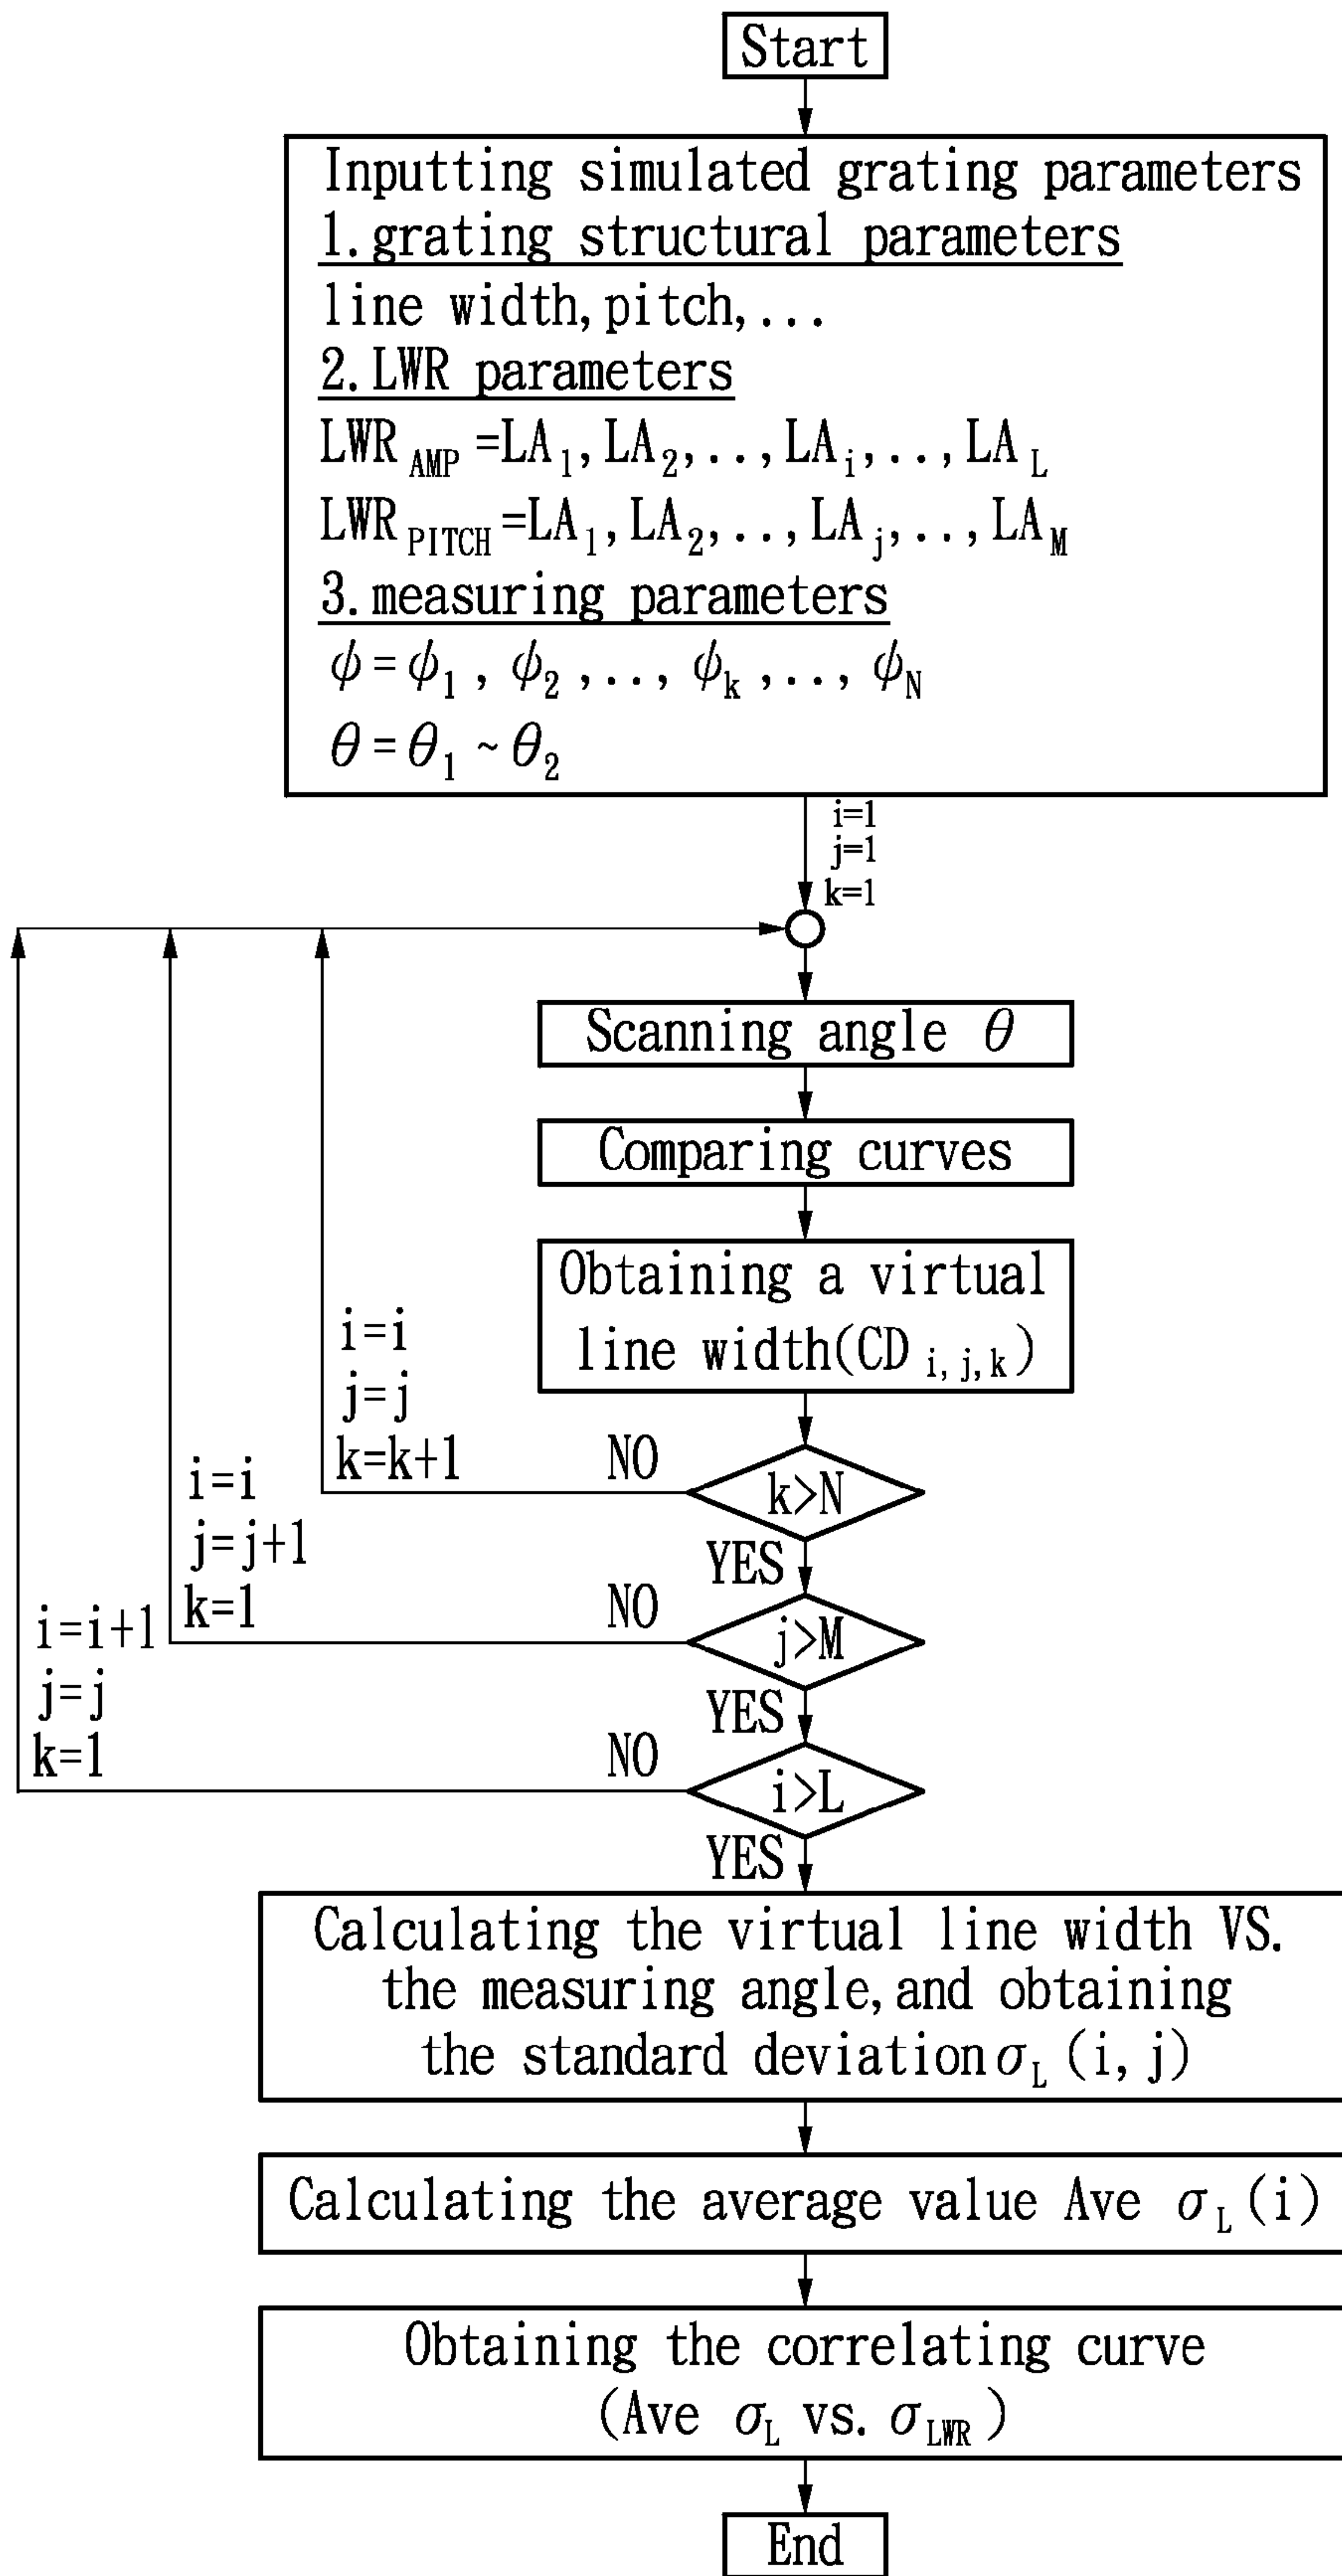 Start
Inputting simulated grating parameters
1.grating structural parameters
line width,pitch,...
2.LWR parameters
LWR AMP =LA1,LA2,..,LAi,..,LA L
LWR PITCH =LA1,LA2,..,LAj,..,LAM
3.measuring parameters
ϕ=ϕ1, ϕ2,.., ϕk,.., ϕN
θ=θ1~θ2
i=1
j=1
k=1
Scanning angle θ
Comparing curves
Obtaining a virtual
line width(CD i,j,k)
i=i
j=j
k=k+1
NO
k>N
YES
i=i
j=j+1
k=1
NO
j>M
YES
i=i+1
j=j
k=1
NO
i>L
YES
Calculating the virtual line width VS.
the measuring angle,and obtaining
the standard deviationσL(i,j)
Calculating the average value Ave σL(i)
Obtaining the correlating curve
(Ave σL vs. σLWR)
End